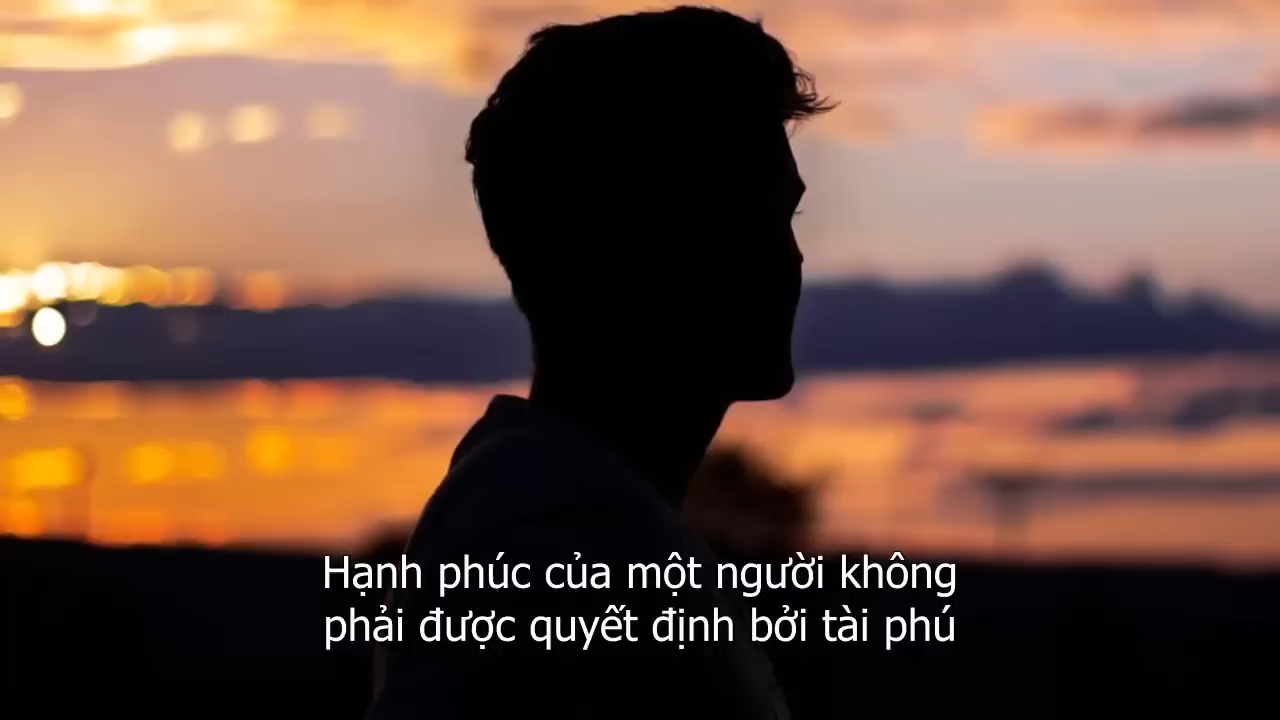 Hạnh phúc của một người không
phải được quyết định bởi tài phú